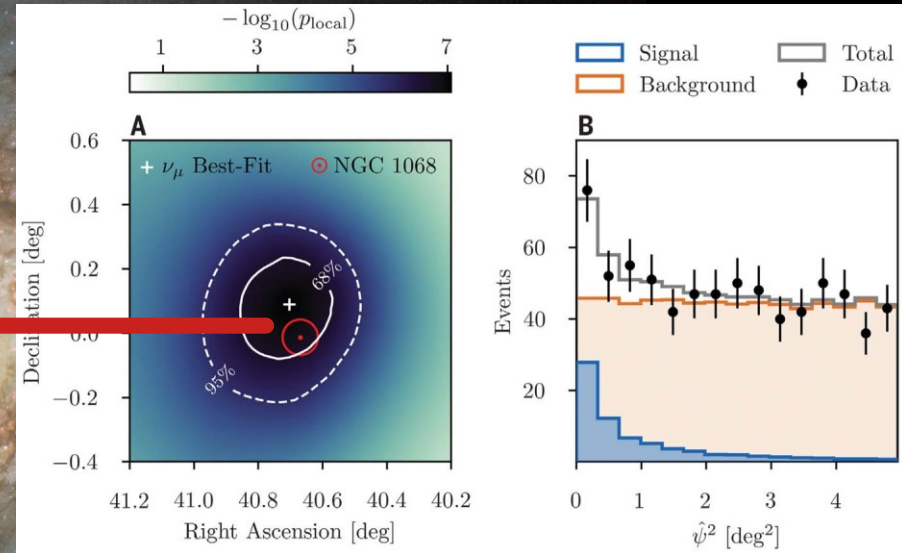 − log₁₀(p_local)
1 3 5 7
Signal
Background
Total
Data
A
ν_μ Best-Fit
NGC 1068
0.6
0.4
0.2
0.0
−0.2
−0.4
Declination [deg]
68%
95%
41.2 41.0 40.8 40.6 40.4 40.2
Right Ascension [deg]
B
80
60
40
20
Events
0 1 2 3 4
ψ̂² [deg²]